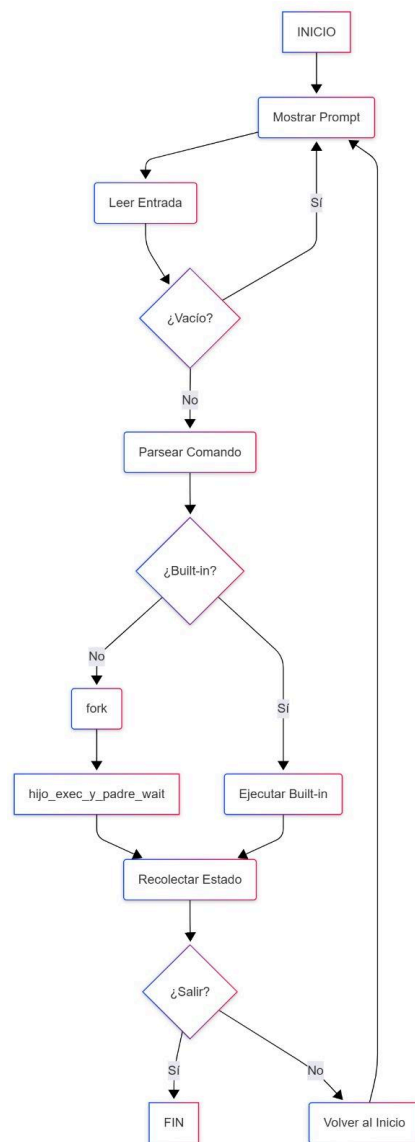 INICIO
Mostrar Prompt
Leer Entrada
Sí
¿Vacío?
No
Parsear Comando
¿Built-in?
No
Sí
fork
hijo_exec_y_padre_wait
Ejecutar Built-in
Recolectar Estado
¿Salir?
Sí
No
FIN
Volver al Inicio